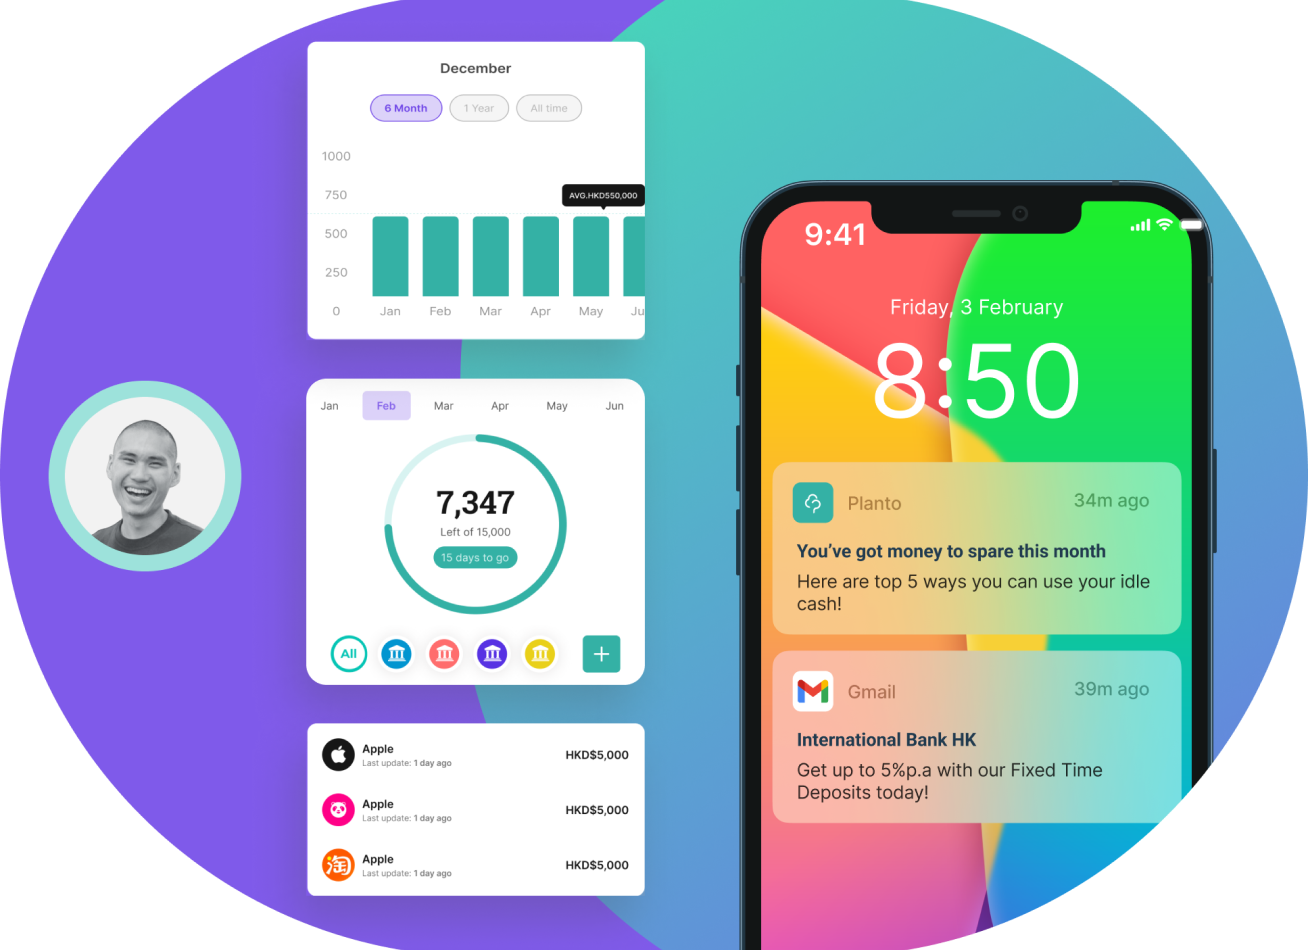 December
6 Month
1 Year
All time
1000
750
AVG.HKD550,000
500
250
0
Jan
Feb
Mar
Apr
May
Ju
Jan
Feb
Mar
Apr
May
Jun
7,347
Left of 15,000
15 days to go
All
Apple
HKD$5,000
Last update: 1 day ago
Apple
HKD$5,000
Last update: 1 day ago
淘
Apple
HKD$5,000
Last update: 1 day ago
9:41
Friday, 3 February
8:50
Planto
34m ago
You’ve got money to spare this month
Here are top 5 ways you can use your idle
cash!
Gmail
39m ago
International Bank HK
Get up to 5%p.a with our Fixed Time
Deposits today!